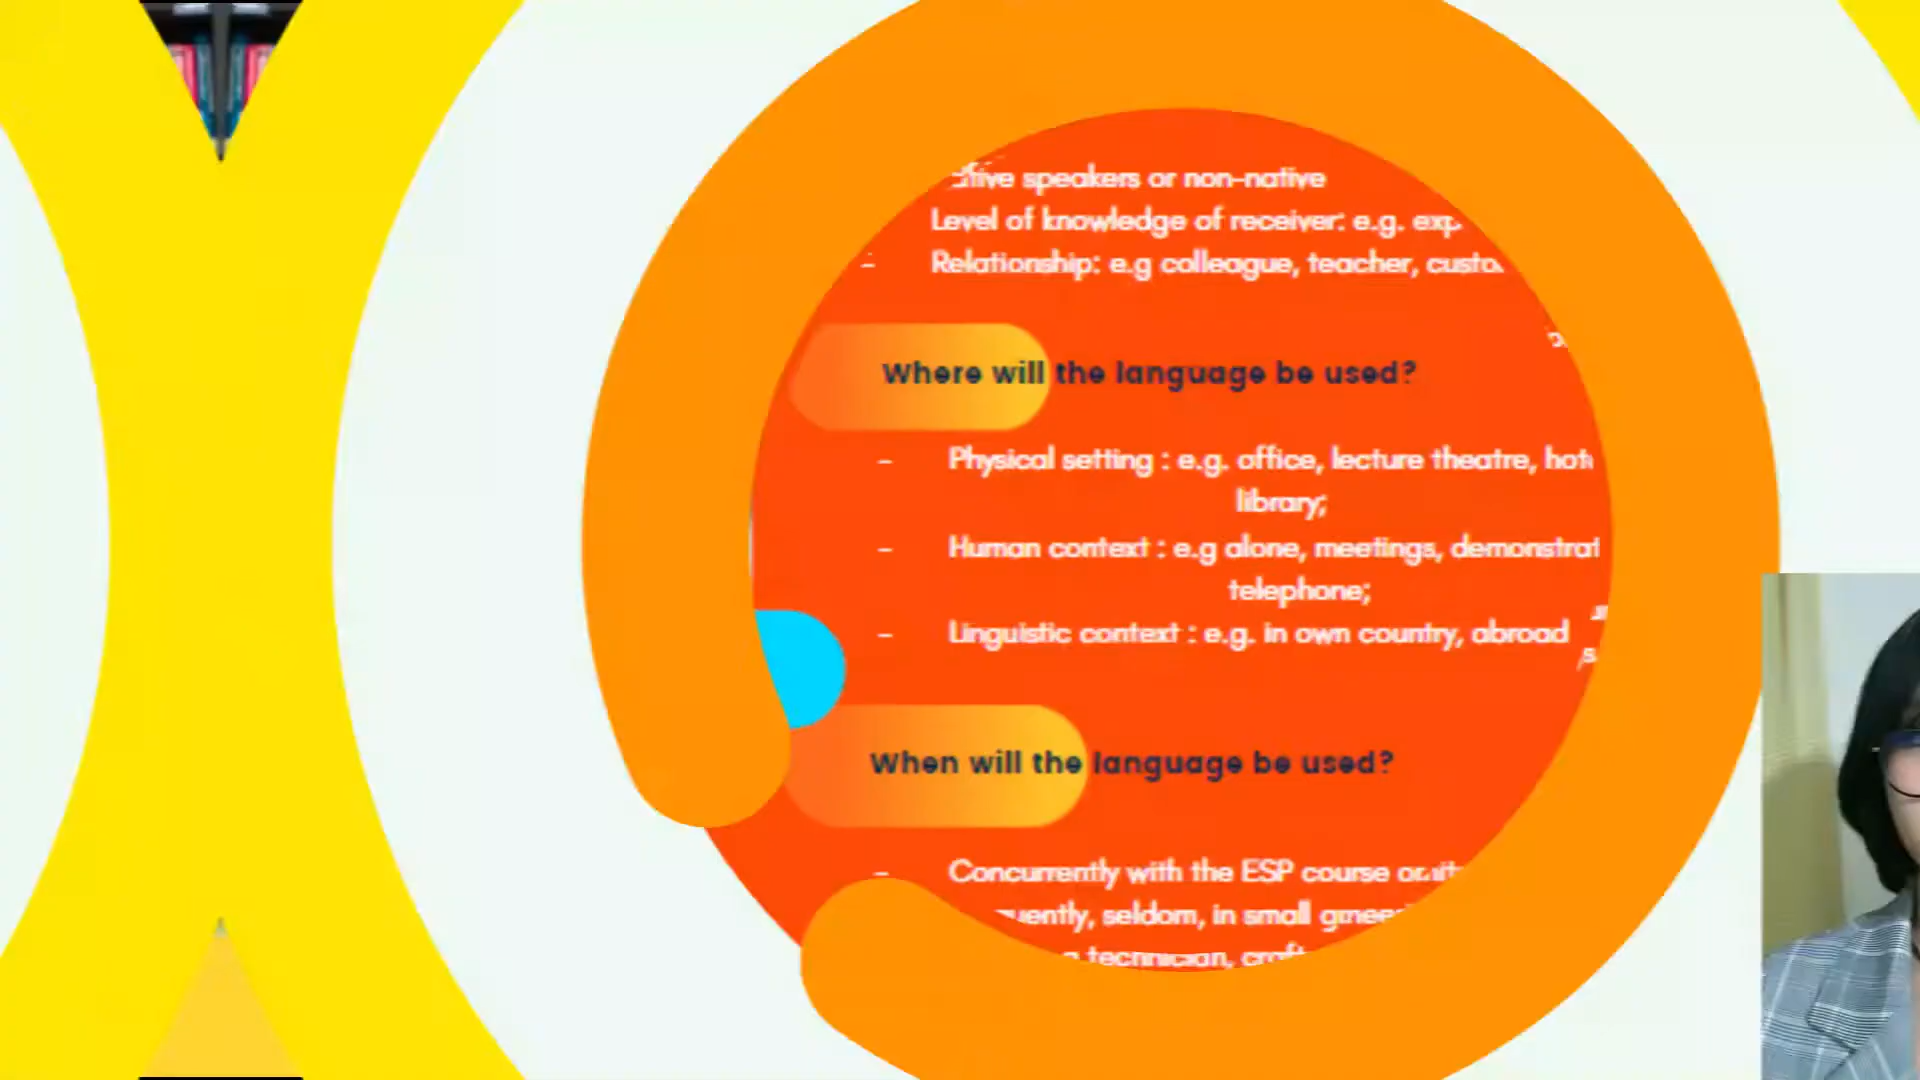 speakers or non-native
Level of knowledge of receiver: e.g.
- Relationship: e.g colleague, teacher,
Where will the language be used?
- Physical setting : e.g. office, lecture theatre,
library;
- Human context : e.g alone, meetings,
telephone;
- Linguistic context : e.g. in own country, abroad
When will the language be used?
- Concurrently with the ESP course
seldom, in small